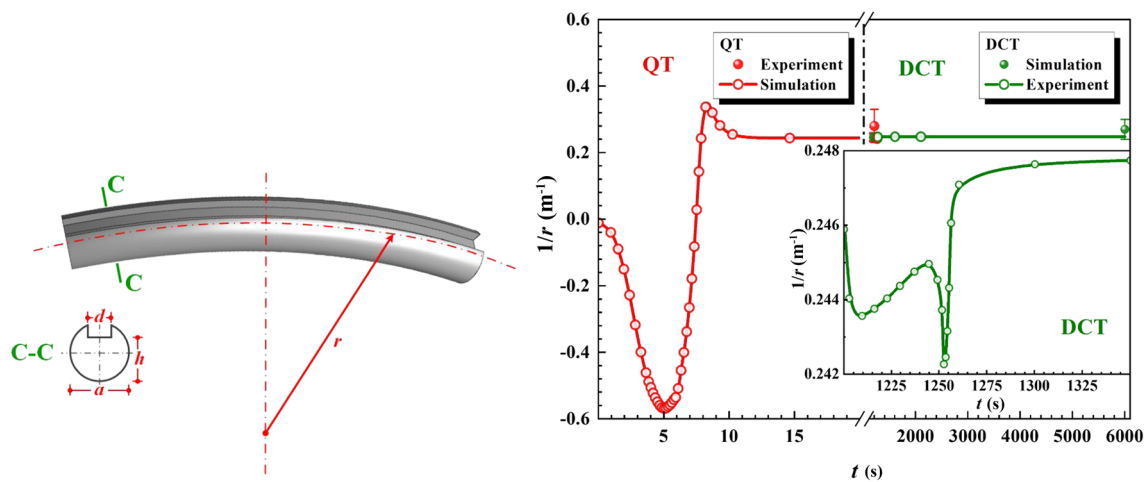 C
C
C-C
d
h
a
r
0.6
0.4
0.2
0.0
-0.2
-0.4
-0.6
1/r (m⁻¹)
QT
QT
Experiment
Simulation
DCT
DCT
Simulation
Experiment
0.248
0.246
0.244
0.242
1/r (m⁻¹)
DCT
1225 1250 1275 1300 1325
t (s)
5 10 15 2000 3000 4000 5000 6000
t (s)